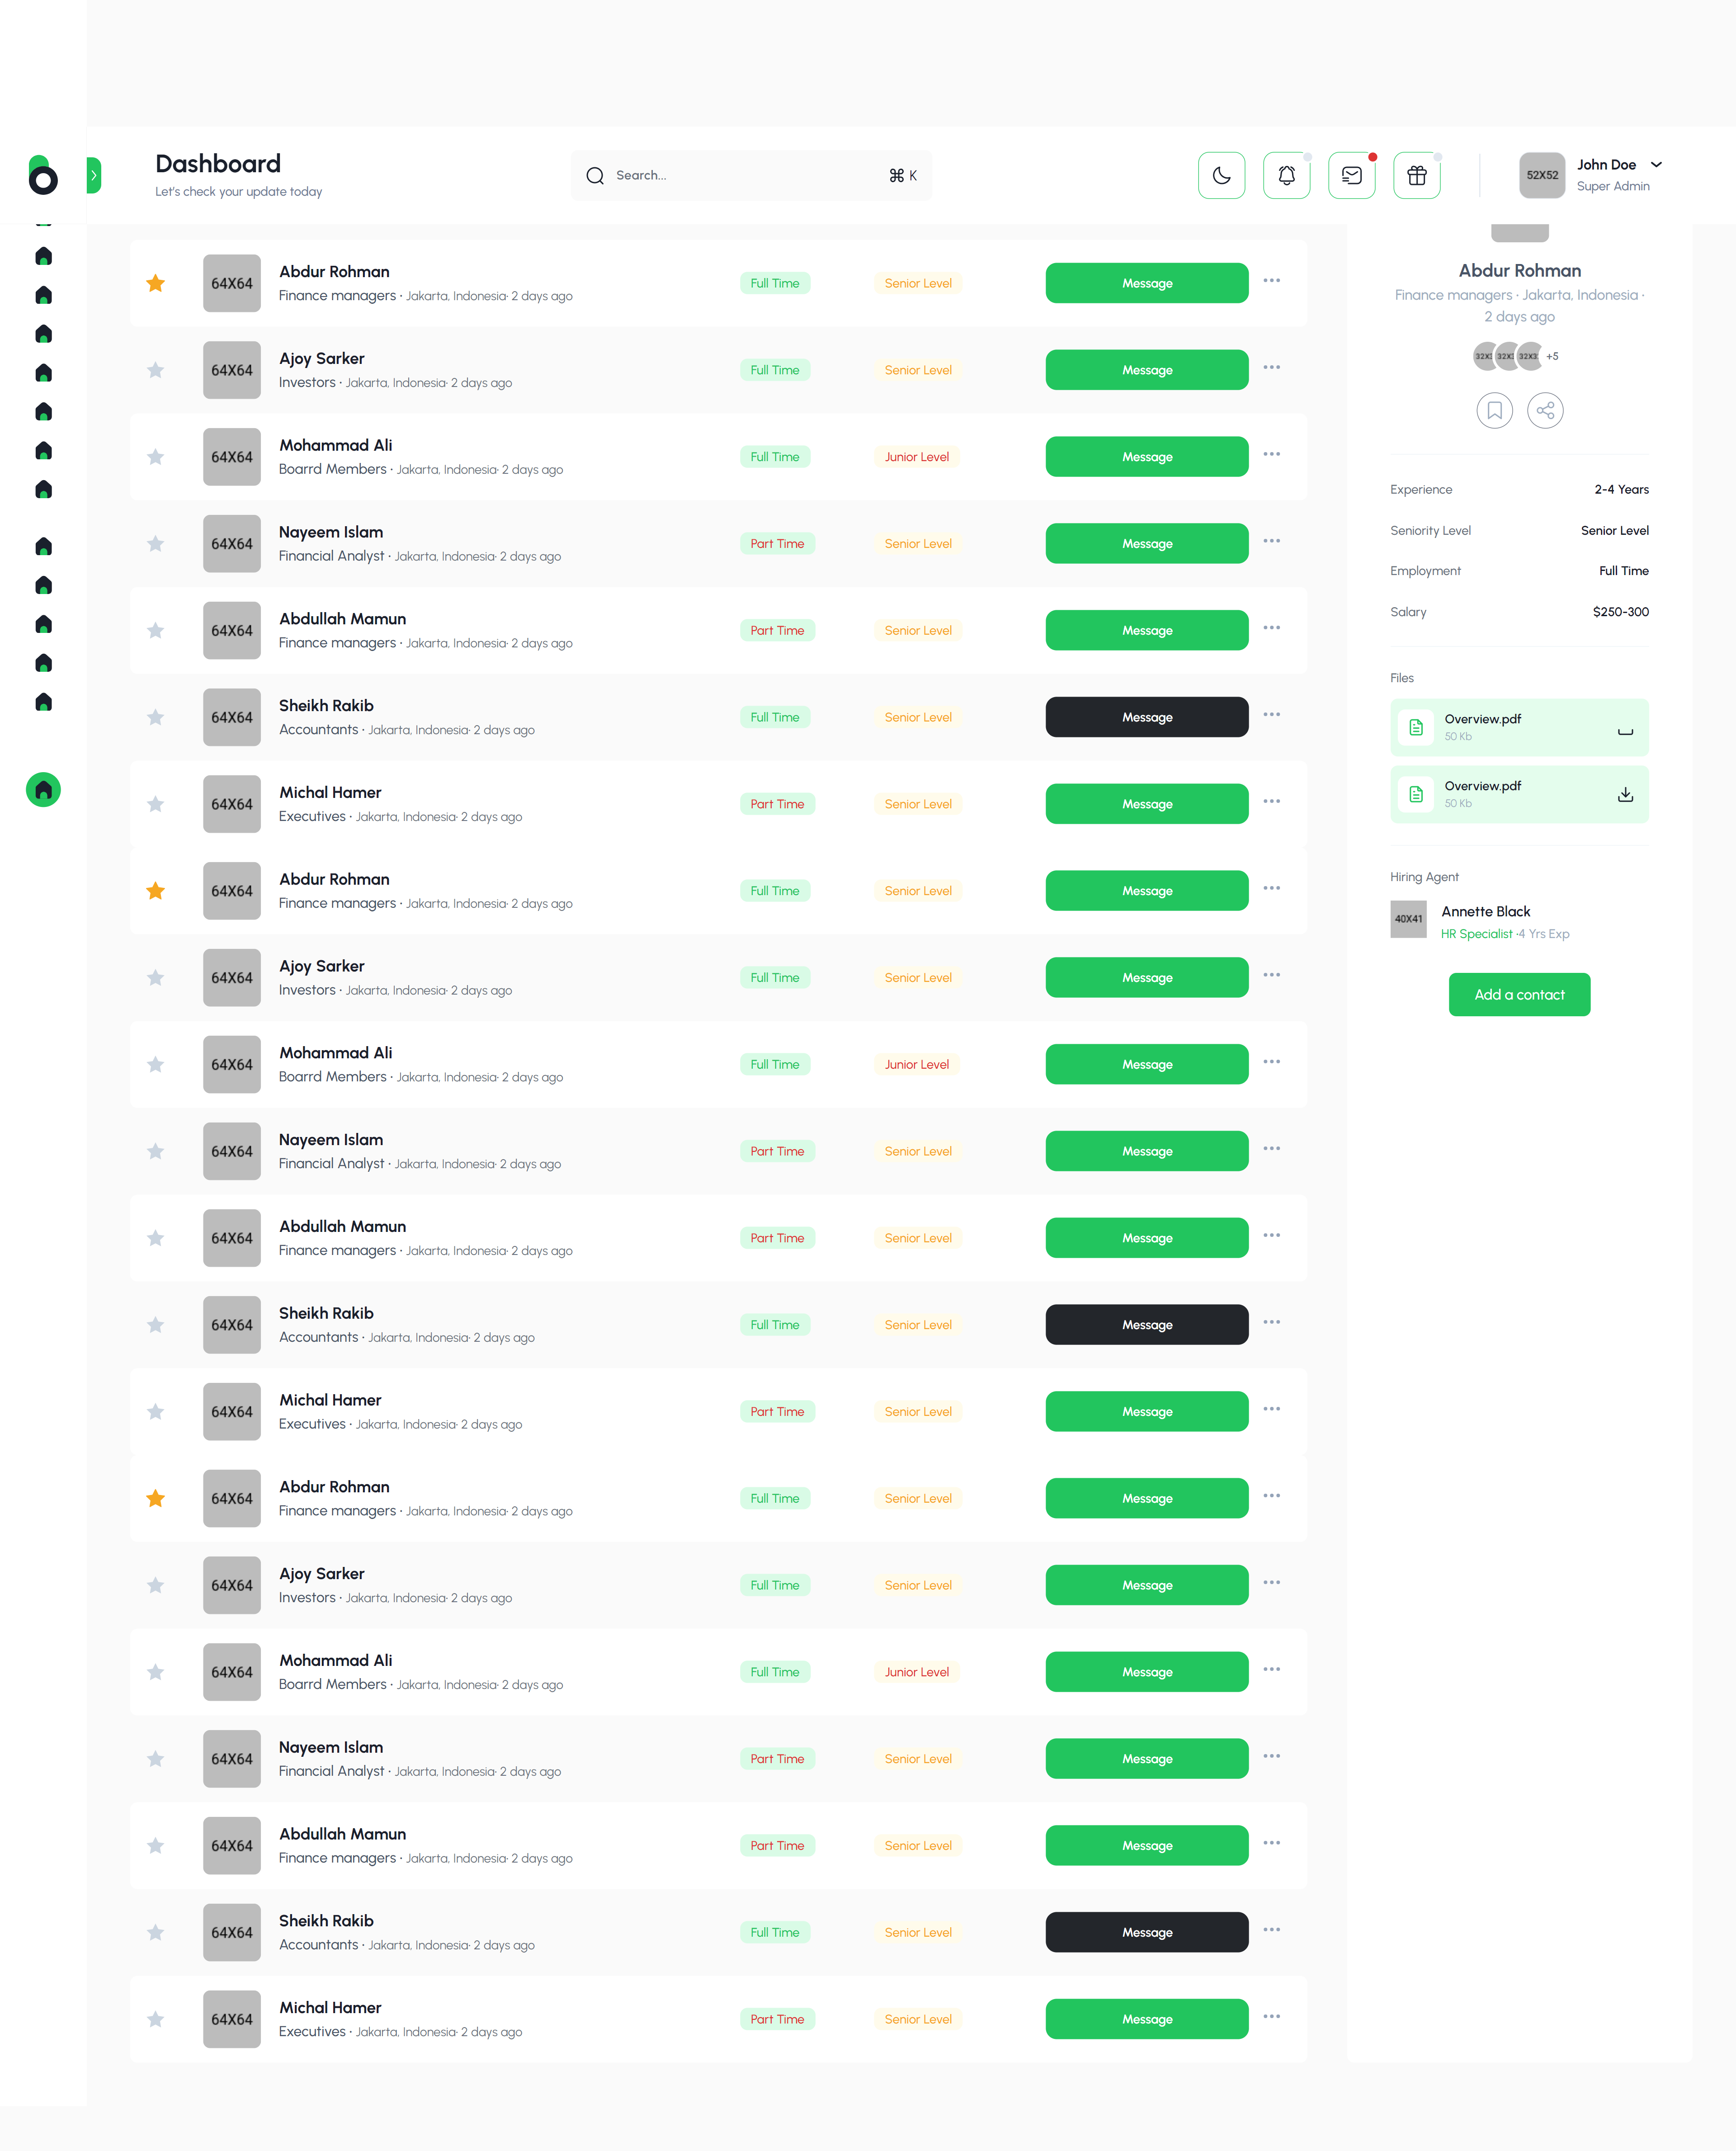 Dashboard
Let's check your update today
Search...
⌘ K
52X52
John Doe
Super Admin
64X64
Abdur Rohman
Finance managers · Jakarta, Indonesia· 2 days ago
Full Time
Senior Level
Message
64X64
Ajoy Sarker
Investors · Jakarta, Indonesia· 2 days ago
Full Time
Senior Level
Message
64X64
Mohammad Ali
Boarrd Members · Jakarta, Indonesia· 2 days ago
Full Time
Junior Level
Message
64X64
Nayeem Islam
Financial Analyst · Jakarta, Indonesia· 2 days ago
Part Time
Senior Level
Message
64X64
Abdullah Mamun
Finance managers · Jakarta, Indonesia· 2 days ago
Part Time
Senior Level
Message
64X64
Sheikh Rakib
Accountants · Jakarta, Indonesia· 2 days ago
Full Time
Senior Level
Message
64X64
Michal Hamer
Executives · Jakarta, Indonesia· 2 days ago
Part Time
Senior Level
Message
64X64
Abdur Rohman
Finance managers · Jakarta, Indonesia· 2 days ago
Full Time
Senior Level
Message
64X64
Ajoy Sarker
Investors · Jakarta, Indonesia· 2 days ago
Full Time
Senior Level
Message
64X64
Mohammad Ali
Boarrd Members · Jakarta, Indonesia· 2 days ago
Full Time
Junior Level
Message
64X64
Nayeem Islam
Financial Analyst · Jakarta, Indonesia· 2 days ago
Part Time
Senior Level
Message
64X64
Abdullah Mamun
Finance managers · Jakarta, Indonesia· 2 days ago
Part Time
Senior Level
Message
64X64
Sheikh Rakib
Accountants · Jakarta, Indonesia· 2 days ago
Full Time
Senior Level
Message
64X64
Michal Hamer
Executives · Jakarta, Indonesia· 2 days ago
Part Time
Senior Level
Message
64X64
Abdur Rohman
Finance managers · Jakarta, Indonesia· 2 days ago
Full Time
Senior Level
Message
64X64
Ajoy Sarker
Investors · Jakarta, Indonesia· 2 days ago
Full Time
Senior Level
Message
64X64
Mohammad Ali
Boarrd Members · Jakarta, Indonesia· 2 days ago
Full Time
Junior Level
Message
64X64
Nayeem Islam
Financial Analyst · Jakarta, Indonesia· 2 days ago
Part Time
Senior Level
Message
64X64
Abdullah Mamun
Finance managers · Jakarta, Indonesia· 2 days ago
Part Time
Senior Level
Message
64X64
Sheikh Rakib
Accountants · Jakarta, Indonesia· 2 days ago
Full Time
Senior Level
Message
64X64
Michal Hamer
Executives · Jakarta, Indonesia· 2 days ago
Part Time
Senior Level
Message
Abdur Rohman
Finance managers · Jakarta, Indonesia ·
2 days ago
+5
Experience
2-4 Years
Seniority Level
Senior Level
Employment
Full Time
Salary
$250-300
Files
Overview.pdf
50 Kb
Overview.pdf
50 Kb
Hiring Agent
40X41
Annette Black
HR Specialist ·4 Yrs Exp
Add a contact